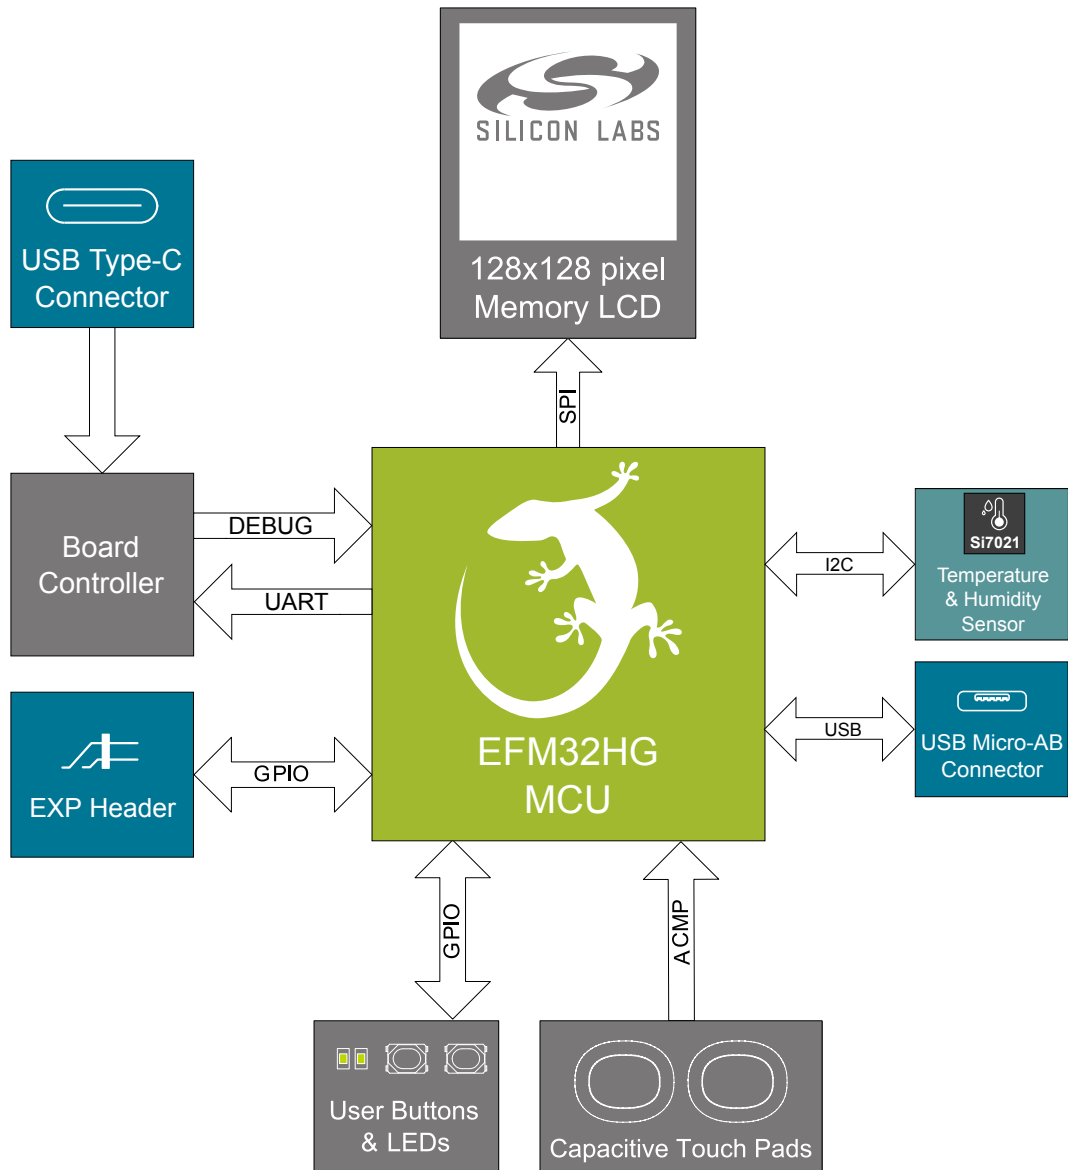 SILICON LABS
128x128 pixel
Memory LCD
USB Type-C
Connector
SPI
Board
Controller
DEBUG
UART
EFM32HG
MCU
I2C
Si7021
Temperature
& Humidity
Sensor
USB
USB Micro-AB
Connector
GPIO
EXP Header
GPIO
ACMP
User Buttons
& LEDs
Capacitive Touch Pads